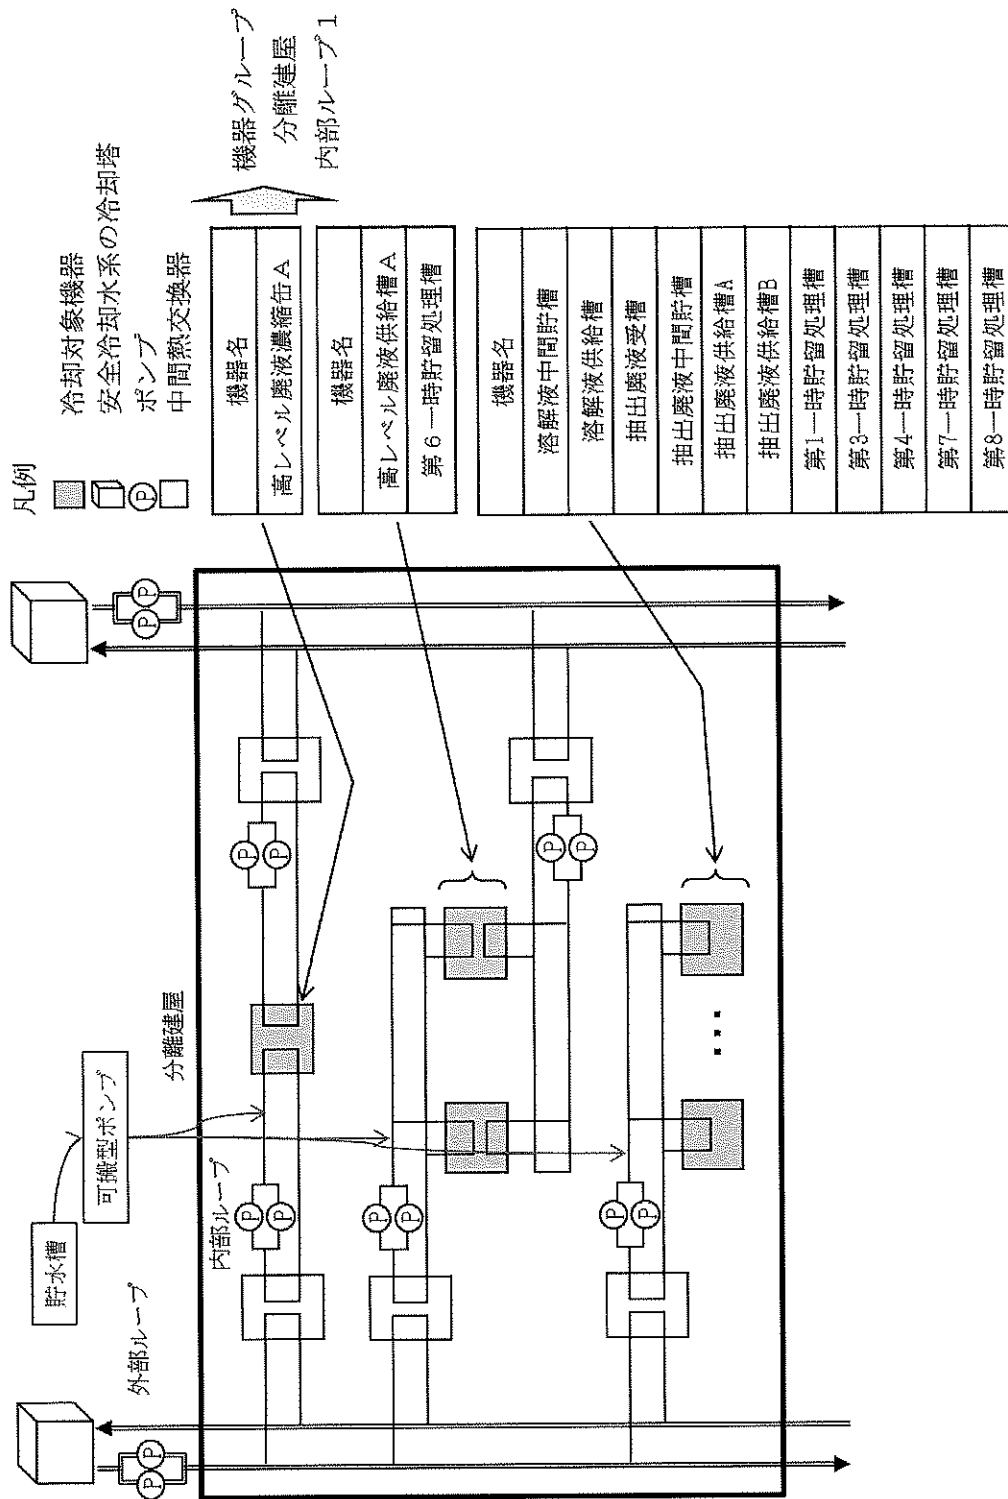 凡例
冷却対象機器
安全冷却水系の冷却塔
P
ポンプ
中間熱交換器
機器グループ
分離建屋
内部ループ1
機器名
高レベル廃液濃縮缶A
機器名
高レベル廃液供給槽A
第6一時貯留処理槽
機器名
溶解液中間貯槽
溶解液供給槽
抽出廃液受槽
抽出廃液中間貯槽
抽出廃液供給槽A
抽出廃液供給槽B
第1一時貯留処理槽
第3一時貯留処理槽
第4一時貯留処理槽
第7一時貯留処理槽
第8一時貯留処理槽
貯水槽
可搬型ポンプ
外部ループ
内部ループ
分離建屋
P
P
P
P
P
P
P
P
P
P
P
P
P
P